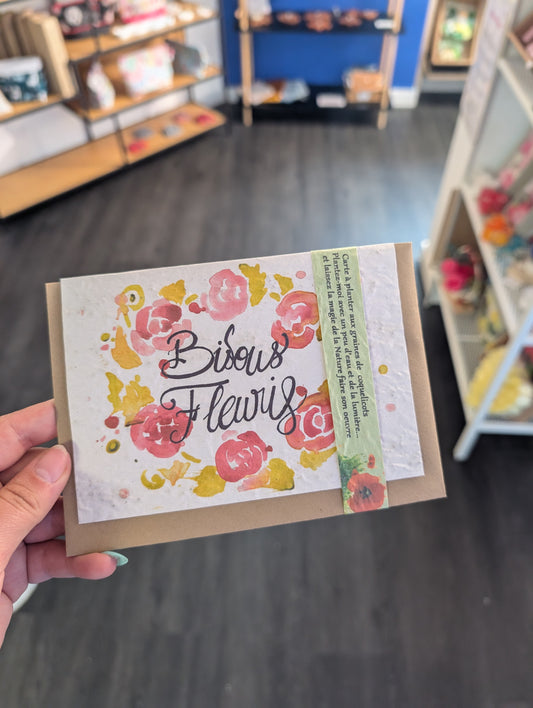 Bisous
Fleuris
Carte à planter aux graines de coquelicots
Plantez-moi avec un peu d'eau et de la lumière...
et laissez la magie de la Nature faire son oeuvre